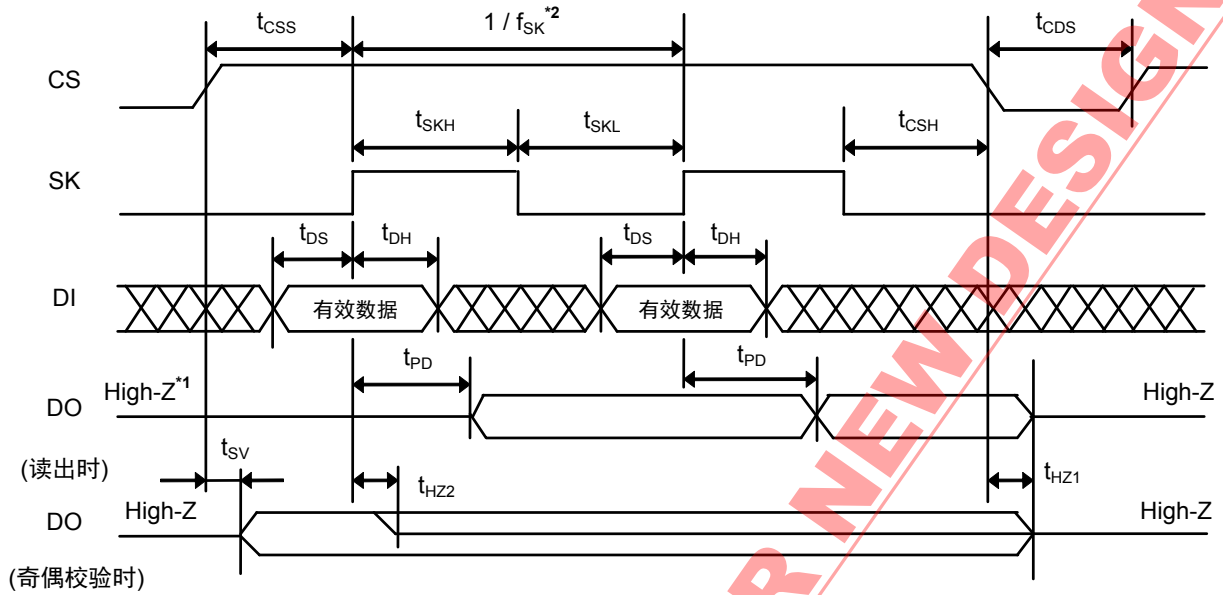 tCSS
1 / fSK*2
tCDS
CS
tSKH
tSKL
tCSH
SK
tDS
tDH
tDS
tDH
DI
有效数据
有效数据
tPD
tPD
High-Z*1
High-Z
DO
(读出时)
tSV
tHZ2
tHZ1
High-Z
High-Z
DO
(奇偶校验时)
R NEW DESIGN